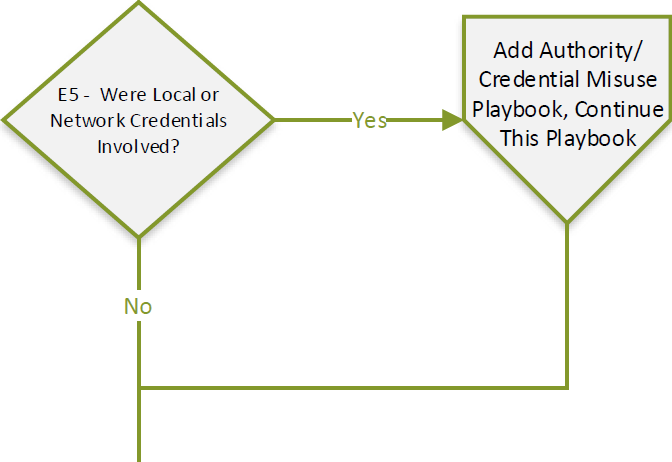 E5 - Were Local or
Network Credentials
Involved?
Yes
Add Authority/
Credential Misuse
Playbook, Continue
This Playbook
No